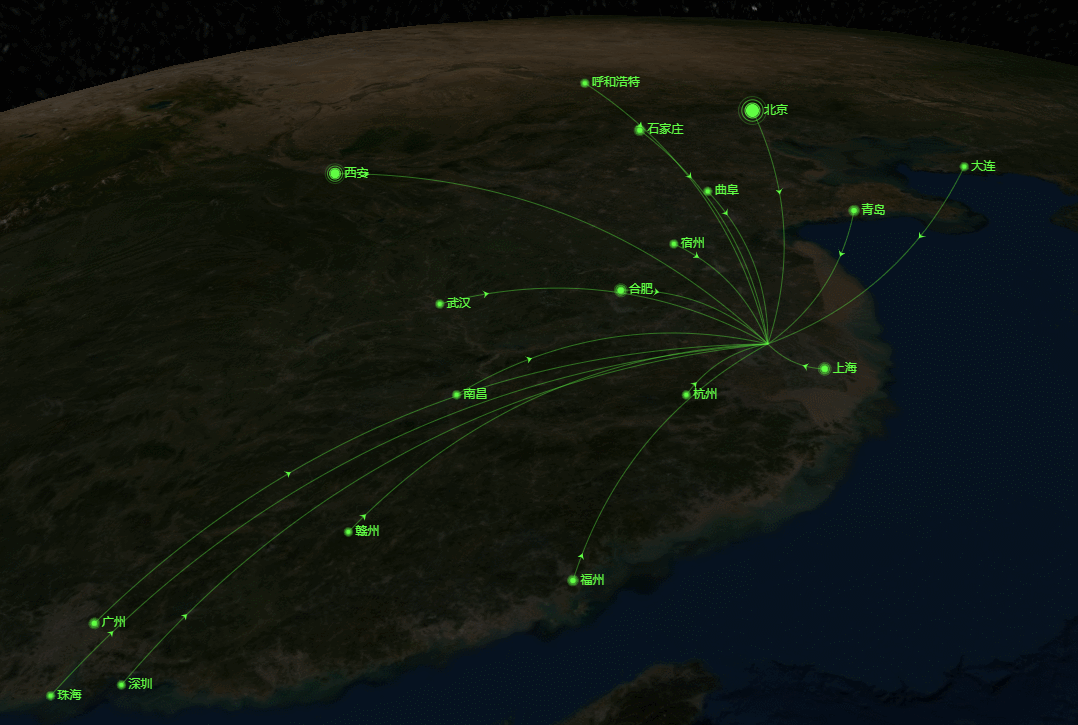 呼和浩特
北京
石家庄
大连
西安
曲阜
青岛
宿州
合肥
武汉
上海
南昌
杭州
赣州
福州
广州
深圳
珠海